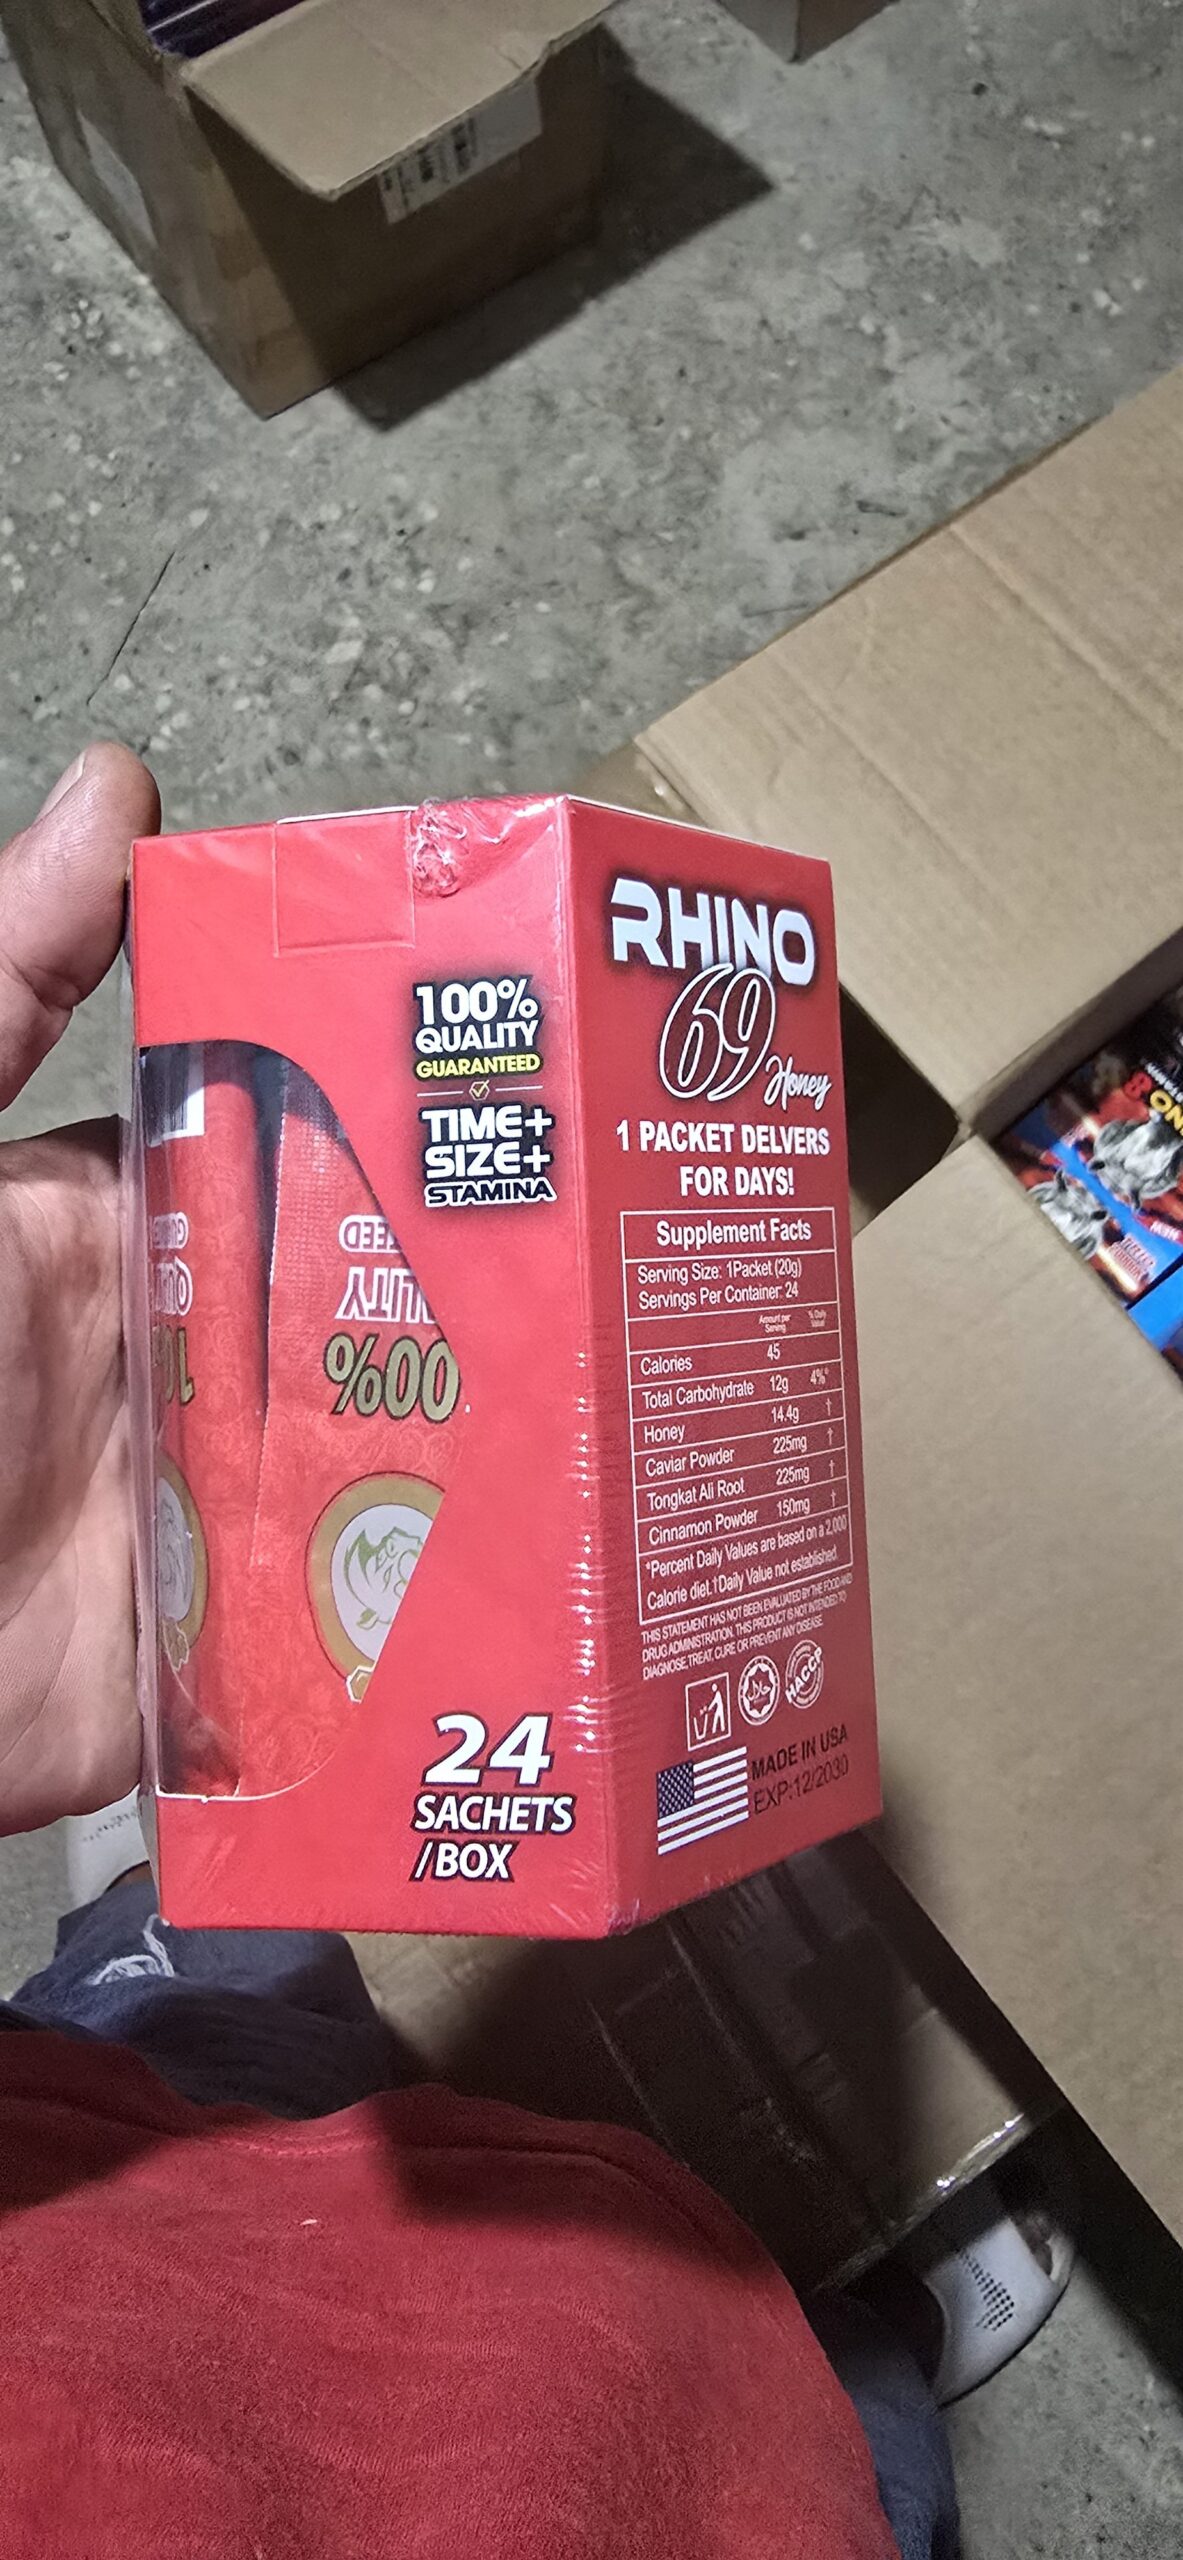 RHINO
69
Honey
1 PACKET DELVERS
FOR DAYS!
Supplement Facts
Serving Size: 1Packet (20g)
Servings Per Container: 24
Amount per Serving % Daily Value
Calories 45
Total Carbohydrate 12g 4%*
Honey 14.4g †
Caviar Powder 225mg †
Tongkat Ali Root 225mg †
Cinnamon Powder 150mg †
*Percent Daily Values are based on a 2,000
Calorie diet.†Daily Value not established.
THIS STATEMENT HAS NOT BEEN EVALUATED BY THE FOOD AND
DRUG ADMINISTRATION. THIS PRODUCT IS NOT INTENDED TO
DIAGNOSE, TREAT, CURE OR PREVENT ANY DISEASE.
HACCP
MADE IN USA
EXP:12/2030
100%
QUALITY
GUARANTEED
TIME+
SIZE+
STAMINA
24
SACHETS
/BOX